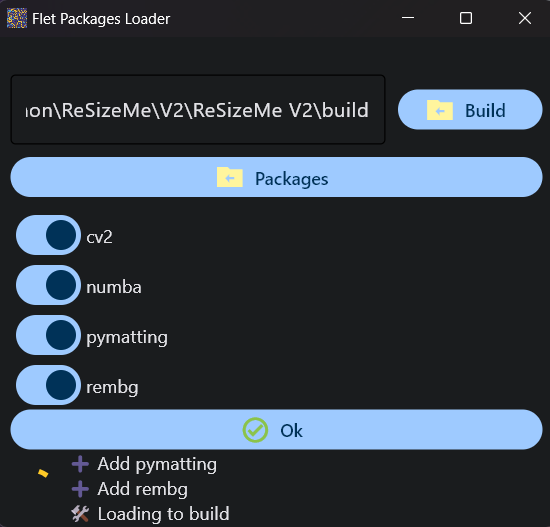 Flet Packages Loader
ıon\ReSizeMe\V2\ReSizeMe V2\build
Build
Packages
cv2
numba
pymatting
rembg
Ok
Add pymatting
Add rembg
Loading to build